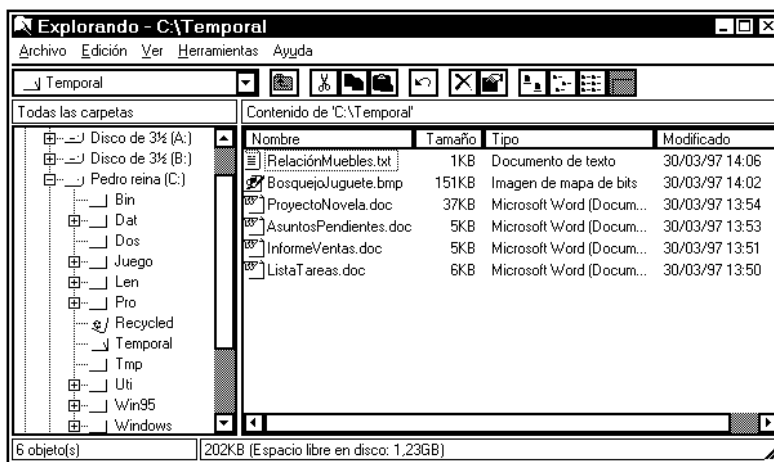 Explorando - C:\Temporal
Archivo Edición Ver Herramientas Ayuda
Temporal
Todas las carpetas
Contenido de 'C:\Temporal'
Disco de 3½ (A:)
Disco de 3½ (B:)
Pedro reina (C:)
Bin
Dat
Dos
Juego
Len
Pro
Recycled
Temporal
Tmp
Uti
Win95
Windows
Nombre Tamaño Tipo Modificado
RelaciónMuebles.txt 1KB Documento de texto 30/03/97 14:06
BosquejoJuguete.bmp 151KB Imagen de mapa de bits 30/03/97 14:02
ProyectoNovela.doc 37KB Microsoft Word (Docum... 30/03/97 13:54
AsuntosPendientes.doc 5KB Microsoft Word (Docum... 30/03/97 13:53
InformeVentas.doc 5KB Microsoft Word (Docum... 30/03/97 13:51
ListaTareas.doc 6KB Microsoft Word (Docum... 30/03/97 13:50
6 objeto(s)
202KB (Espacio libre en disco: 1,23GB)